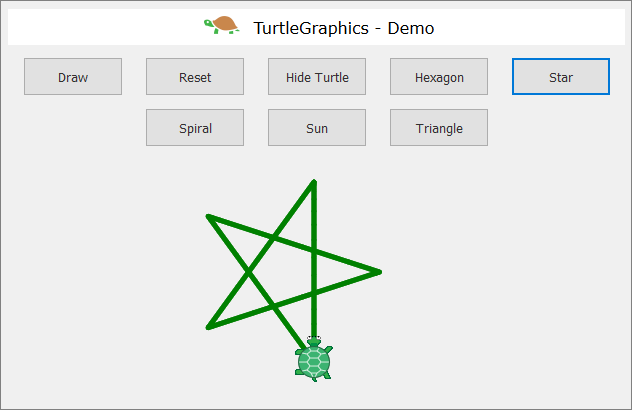 TurtleGraphics - Demo
Draw
Reset
Hide Turtle
Hexagon
Star
Spiral
Sun
Triangle